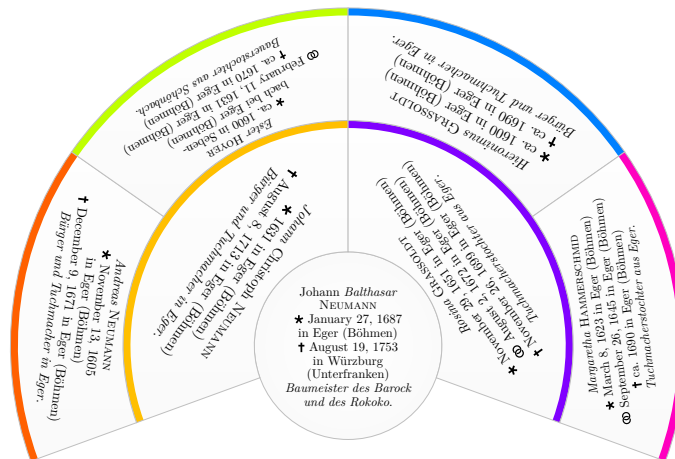 Johann Balthasar
NEUMANN
★ January 27, 1687
in Eger (Böhmen)
✝ August 19, 1753
in Würzburg
(Unterfranken)
Baumeister des Barock
und des Rokoko.
Johann Christoph NEUMANN
★ 1631 in Eger (Böhmen)
✝ August 8, 1713 in Eger (Böhmen)
Bürger und Tuchmacher in Eger.
Rosina GRASSOLDT
★ November 29, 1651 in Eger (Böhmen)
⚭ August 2, 1672 in Eger (Böhmen)
✝ November 26, 1699 in Eger (Böhmen)
Tuchmacherstochter aus Eger.
Andreas NEUMANN
★ November 13, 1605
in Eger (Böhmen)
✝ December 9, 1671 in Eger (Böhmen)
Bürger und Tuchmacher in Eger.
Ester HOYER
★ ca. 1600 in Seben-
bach bei Eger (Böhmen)
⚭ February 11, 1631 in Eger (Böhmen)
✝ ca. 1670 in Eger (Böhmen)
Bauerstochter aus Schönbach.
Hieronimus GRASSOLDT
★ ca. 1600 in Eger (Böhmen)
✝ ca. 1690 in Eger (Böhmen)
Bürger und Tuchmacher in Eger.
Margaretha HAMMERSCHMID
★ March 8, 1623 in Eger (Böhmen)
⚭ September 26, 1645 in Eger (Böhmen)
✝ ca. 1690 in Eger (Böhmen)
Tuchmacherstochter aus Eger.